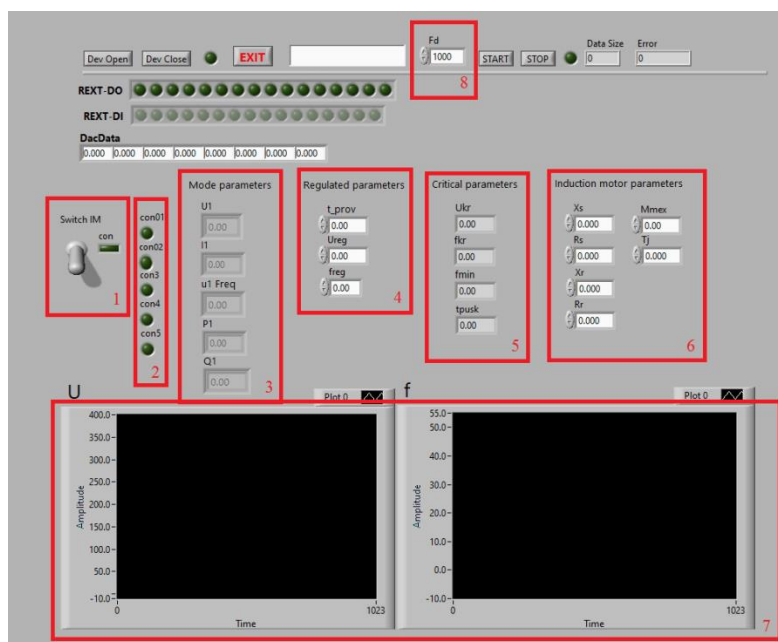 Fd
Data Size Error
Dev Open Dev Close EXIT 1000 START STOP 0 0
8
REXT-DO
REXT-DI
DacData
0.000 0.000 0.000 0.000 0.000 0.000 0.000 0.000
Switch IM
con
1
con01
con02
con3
con4
con5
2
Mode parameters
U1
0.00
I1
0.00
u1 Freq
0.00
P1
0.00
Q1
0.00
3
Regulated parameters
t_prov
0.00
Ureg
0.00
freg
0.00
4
Critical parameters
Ukr
0.00
fkr
0.00
fmin
0.00
tpusk
0.00
5
Induction motor parameters
Xs Mmex
0.000 0.000
Rs Tj
0.000 0.000
Xr
0.000
Rr
0.000
6
U
Plot 0
400.0
350.0
300.0
250.0
200.0
150.0
100.0
50.0
-10.0
Amplitude
0 1023
Time
f
Plot 0
55.0
50.0
40.0
30.0
20.0
10.0
0.0
-10.0
Amplitude
0 1023
Time
7